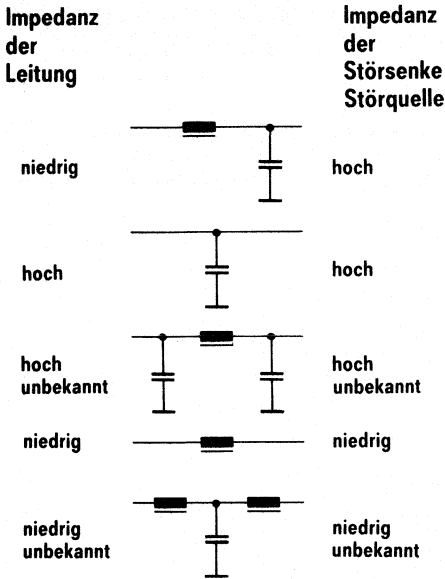 Impedanz
der
Leitung
Impedanz
der
Störsenke
Störquelle
niedrig
hoch
hoch
hoch
hoch
unbekannt
hoch
unbekannt
niedrig
niedrig
niedrig
unbekannt
niedrig
unbekannt